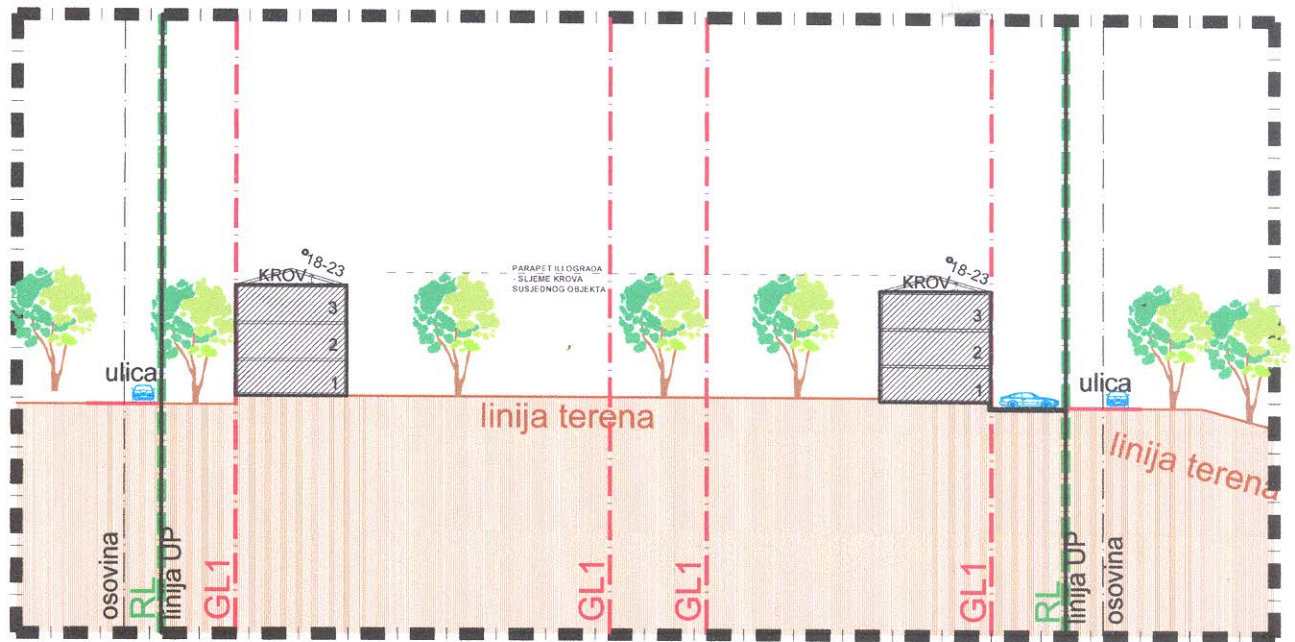 °18-23
KROV
3
2
1
PARAPET ILI OGRADA
- SLJEME KROVA
SUSJEDNOG OBJEKTA
°18-23
KROV
3
2
1
ulica
ulica
linija terena
linija terena
osovina
RL
linija UP
GL1
GL1
GL1
GL1
RL
linija UP
osovina